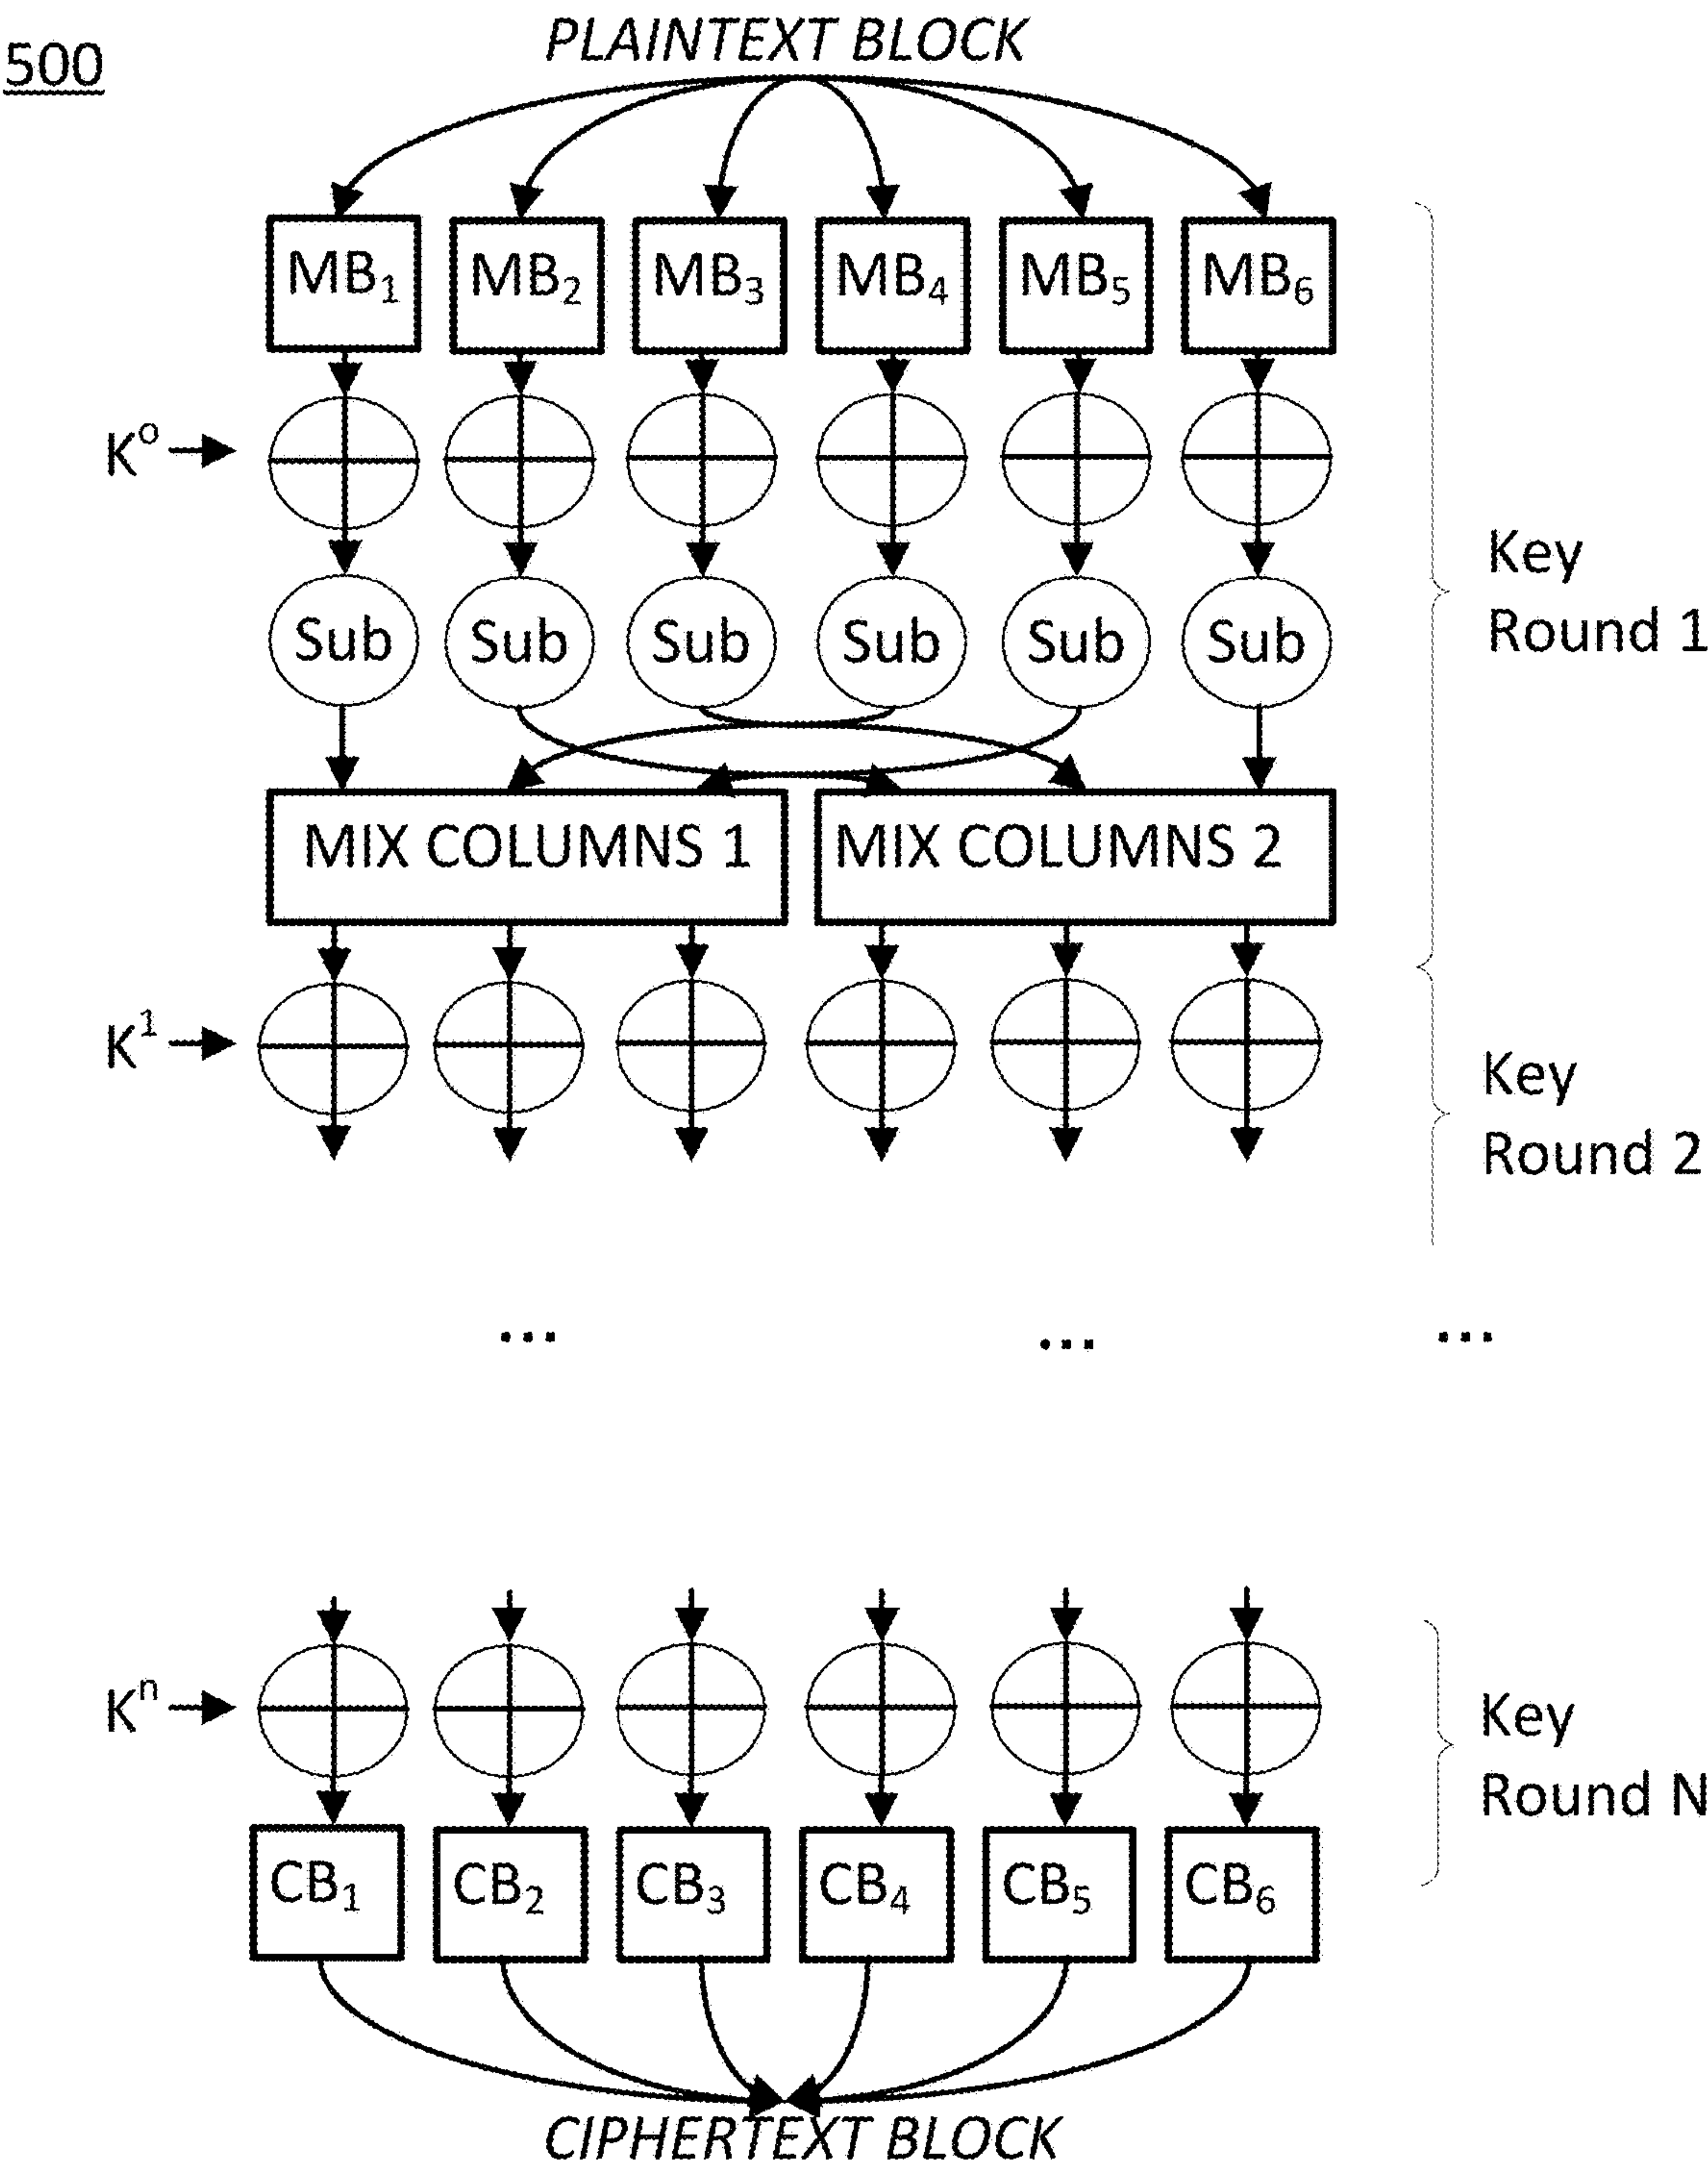 500
PLAINTEXT BLOCK
MB₁ MB₂ MB₃ MB₄ MB₅ MB₆
K⁰
Sub Sub Sub Sub Sub Sub
Key
Round 1
MIX COLUMNS 1 MIX COLUMNS 2
K¹
Key
Round 2
... ... ...
Kⁿ
Key
Round N
CB₁ CB₂ CB₃ CB₄ CB₅ CB₆
CIPHERTEXT BLOCK